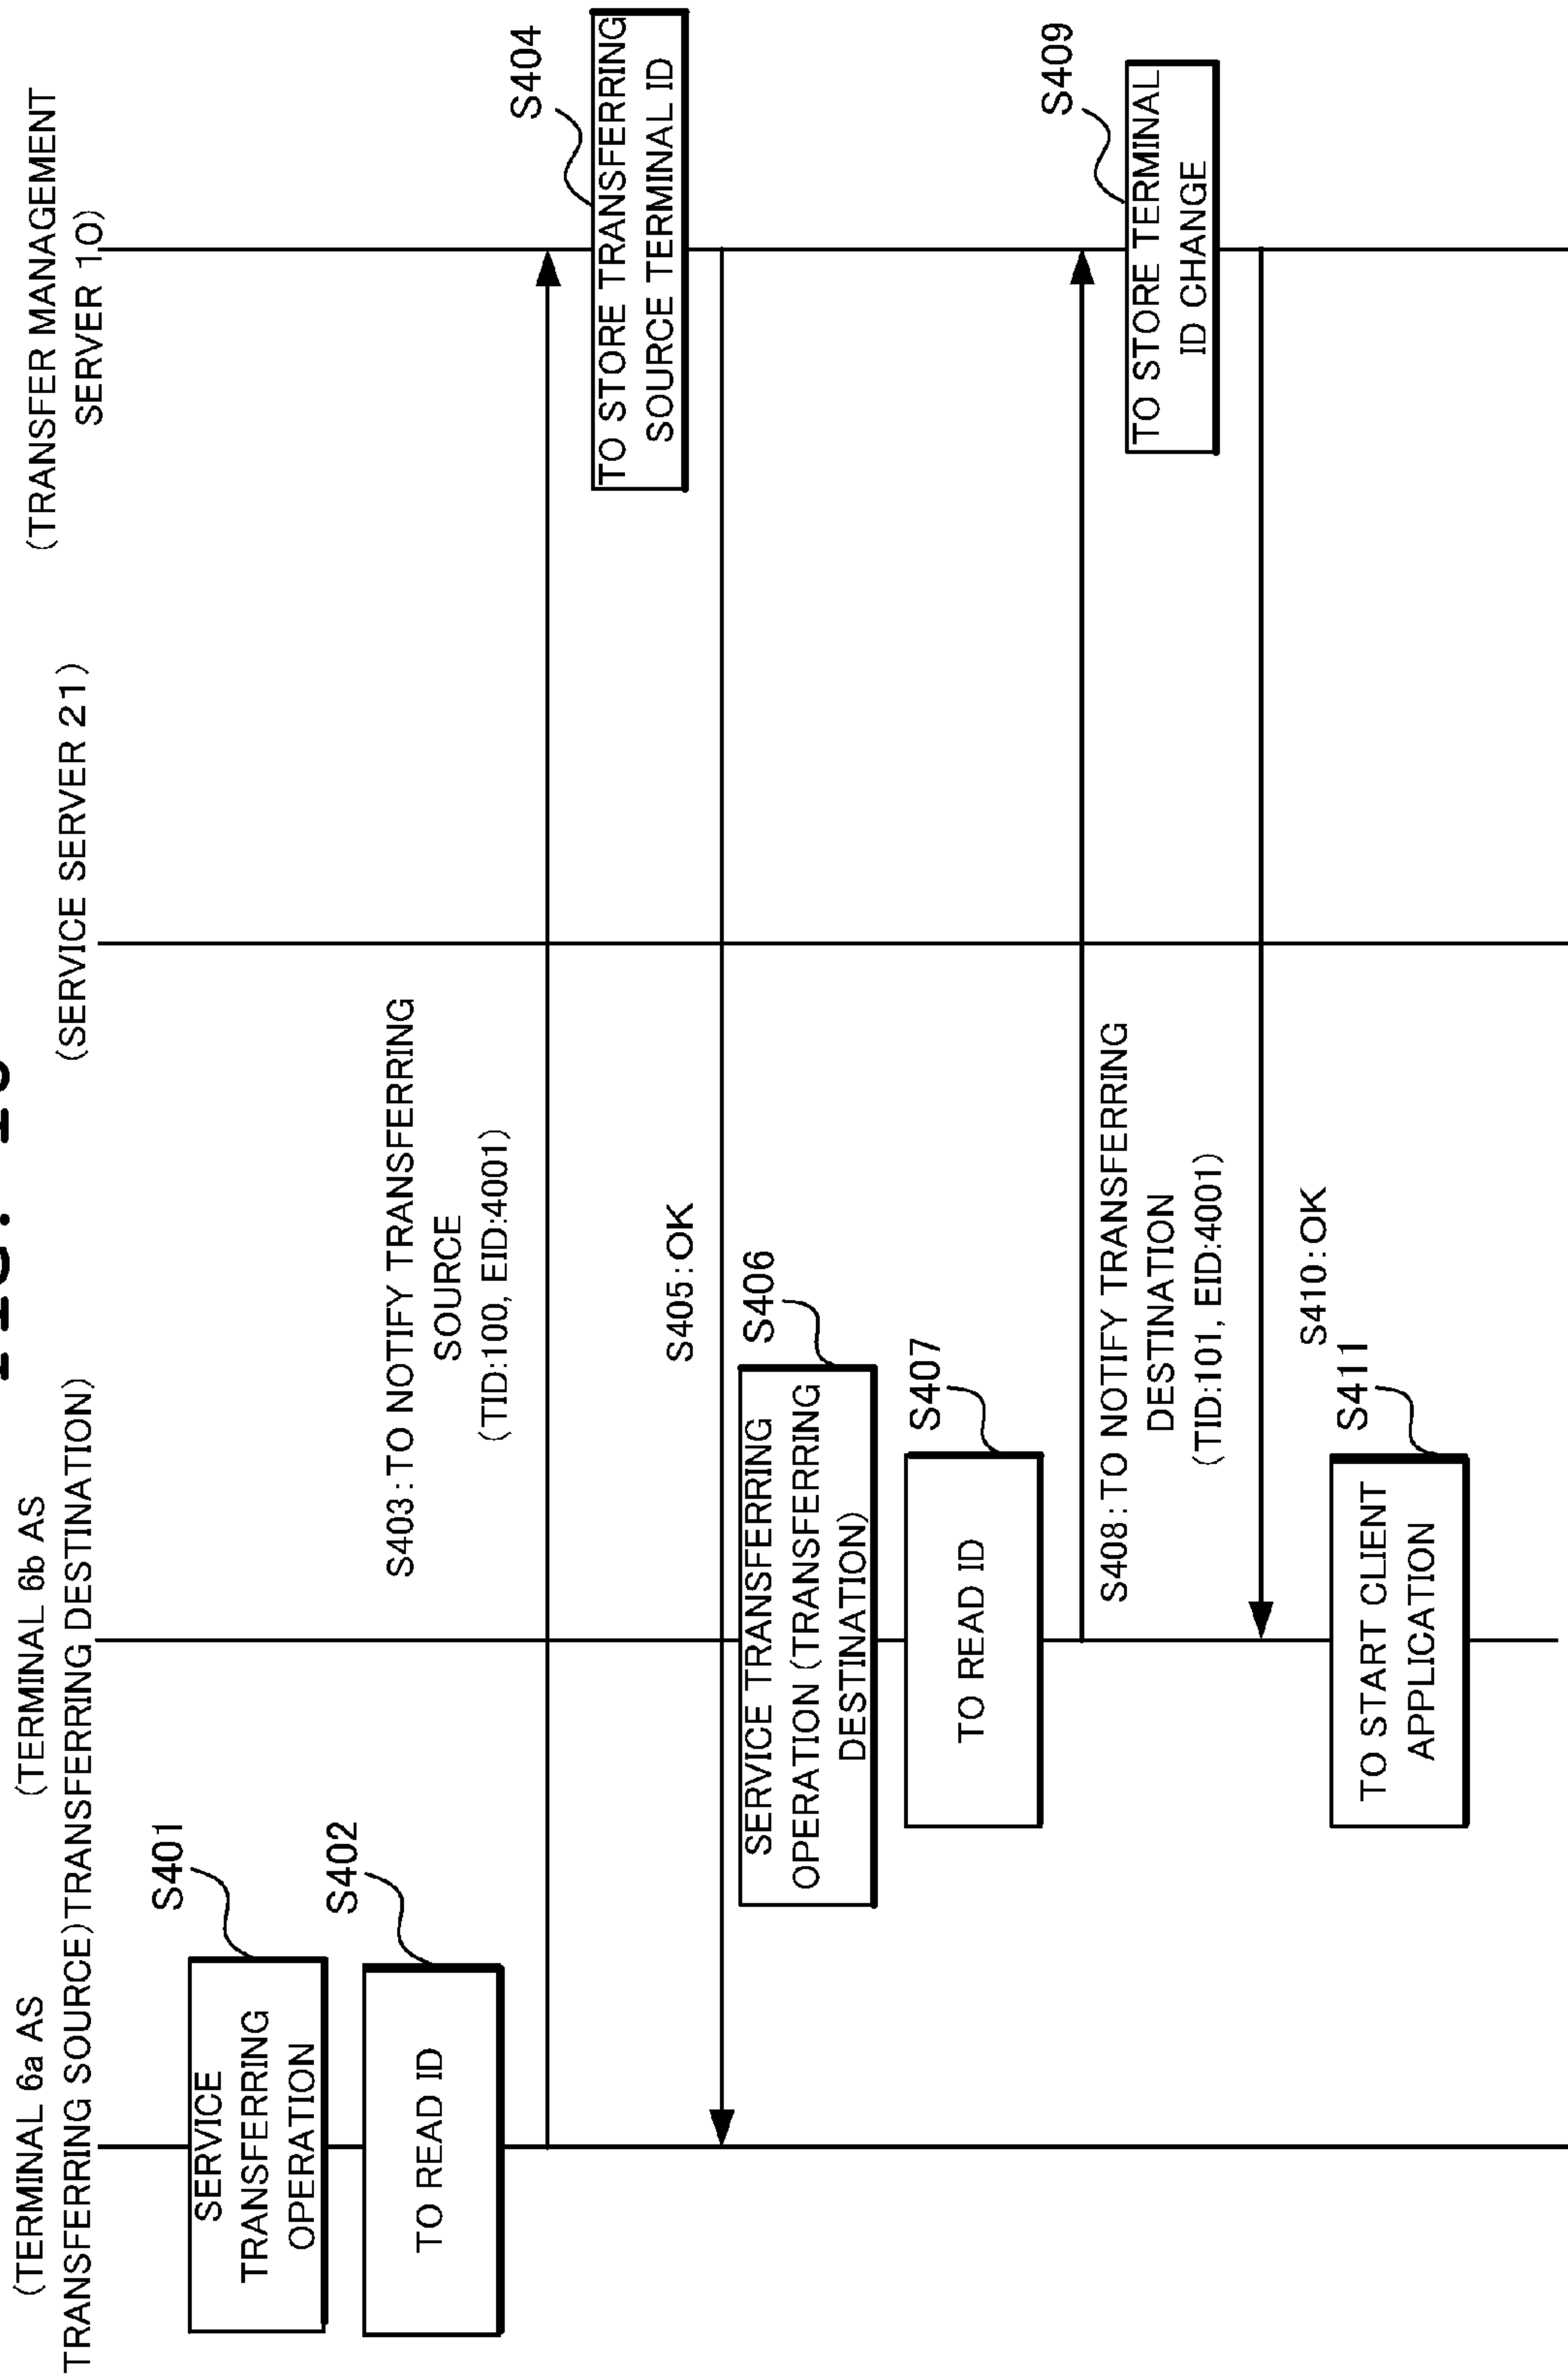 (TERMINAL 6a AS
TRANSFERRING SOURCE)
(TERMINAL 6b AS
TRANSFERRING DESTINATION)
(SERVICE SERVER 21)
(TRANSFER MANAGEMENT
SERVER 10)
S401
SERVICE
TRANSFERRING
OPERATION
S402
TO READ ID
S403:TO NOTIFY TRANSFERRING
SOURCE
(TID:100, EID:4001)
S404
TO STORE TRANSFERRING
SOURCE TERMINAL ID
S405:OK
S406
SERVICE TRANSFERRING
OPERATION (TRANSFERRING
DESTINATION)
S407
TO READ ID
S408:TO NOTIFY TRANSFERRING
DESTINATION
(TID:101, EID:4001)
S409
TO STORE TERMINAL
ID CHANGE
S410:OK
S411
TO START CLIENT
APPLICATION